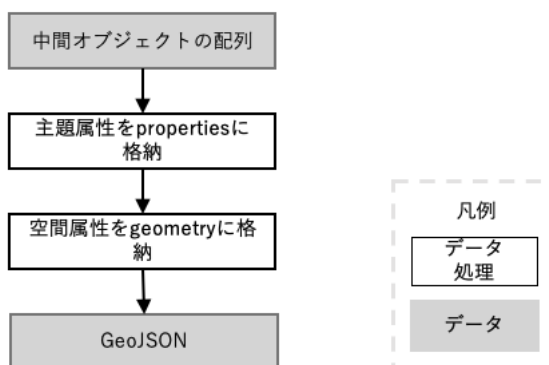 中間オブジェクトの配列
主題属性をpropertiesに
格納
空間属性をgeometryに格
納
GeoJSON
凡例
データ
処理
データ